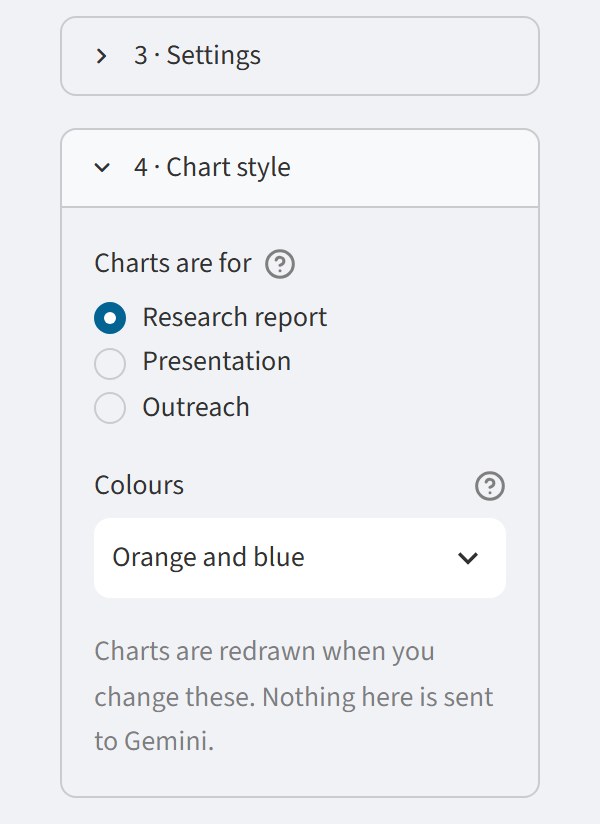 3 · Settings
4 · Chart style
Charts are for
Research report
Presentation
Outreach
Colours
Orange and blue
Charts are redrawn when you
change these. Nothing here is sent
to Gemini.